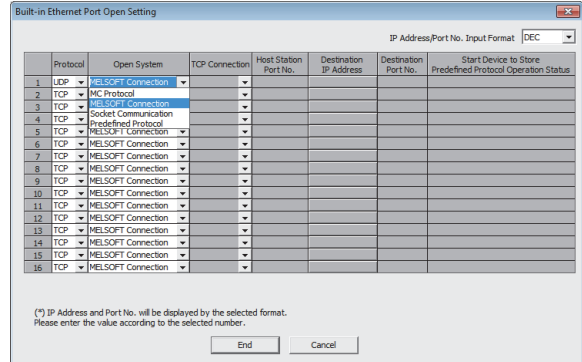 Built-in Ethernet Port Open Setting
IP Address/Port No. Input Format DEC
Protocol Open System TCP Connection Host Station Port No. Destination IP Address Destination Port No. Start Device to Store Predefined Protocol Operation Status
1 UDP MELSOFT Connection
2 TCP MC Protocol
3 TCP MELSOFT Connection
4 TCP Socket Communication
Predefined Protocol
5 TCP MELSOFT Connection
6 TCP MELSOFT Connection
7 TCP MELSOFT Connection
8 TCP MELSOFT Connection
9 TCP MELSOFT Connection
10 TCP MELSOFT Connection
11 TCP MELSOFT Connection
12 TCP MELSOFT Connection
13 TCP MELSOFT Connection
14 TCP MELSOFT Connection
15 TCP MELSOFT Connection
16 TCP MELSOFT Connection
(*) IP Address and Port No. will be displayed by the selected format.
Please enter the value according to the selected number.
End Cancel